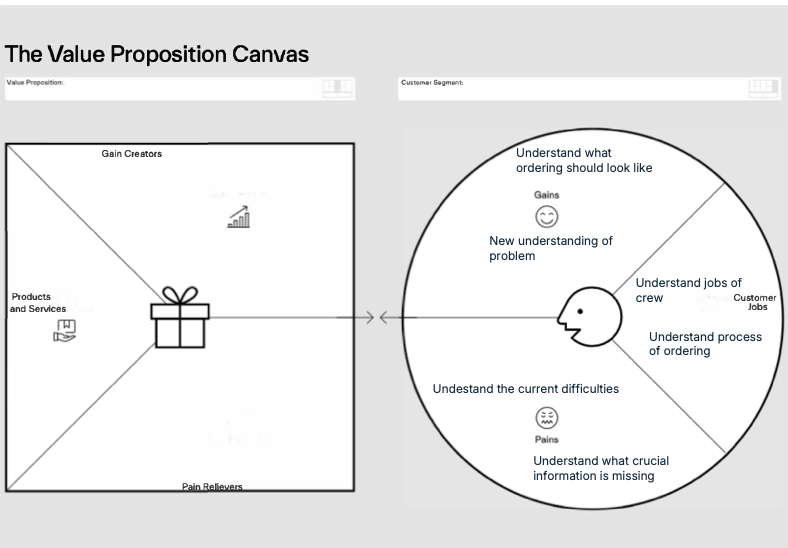 The Value Proposition Canvas
Value Proposition:
Customer Segment:
Gain Creators
Products
and Services
Pain Relievers
Understand what
ordering should look like
Gains
New understanding of
problem
Understand jobs of
crew
Customer
Jobs
Understand process
of ordering
Undestand the current difficulties
Pains
Understand what crucial
information is missing